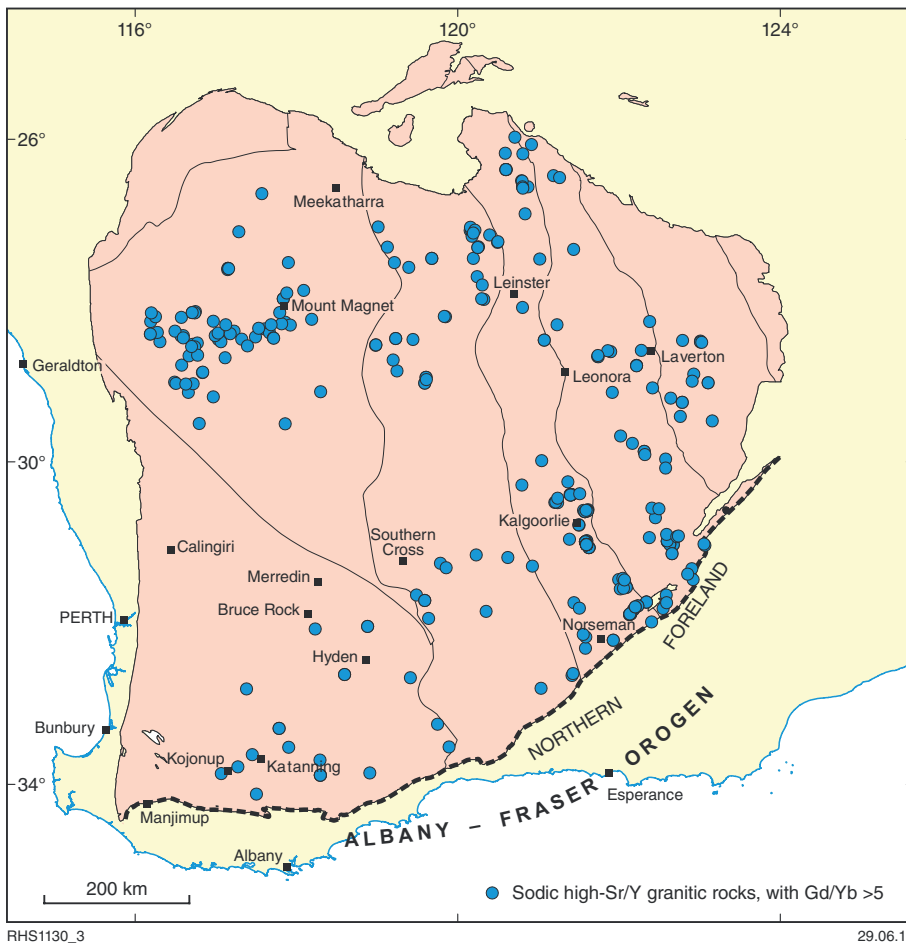 116°
120°
124°
26°
Meekatharra
Leinster
Mount Magnet
Laverton
Geraldton
Leonora
30°
Kalgoorlie
Southern
Cross
Calingiri
Merredin
Bruce Rock
PERTH
Norseman
FORELAND
Hyden
NORTHERN
Bunbury
Kojonup
Katanning
34°
Esperance
Manjimup
ALBANY – FRASER OROGEN
Albany
200 km
Sodic high-Sr/Y granitic rocks, with Gd/Yb >5
RHS1130_3
29.06.1